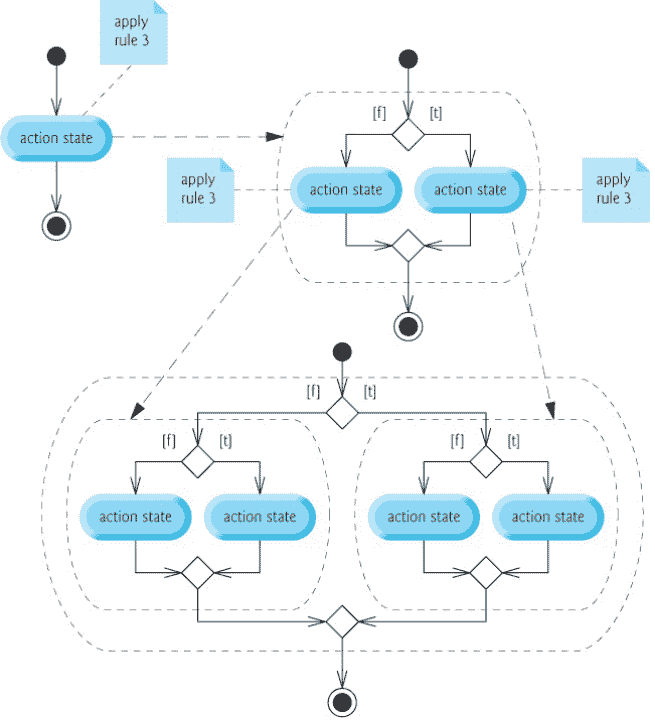 apply
rule 3
action state
[f] [t]
apply
rule 3
action state
action state
apply
rule 3
[f] [t]
[f] [t]
[f] [t]
action state
action state
action state
action state